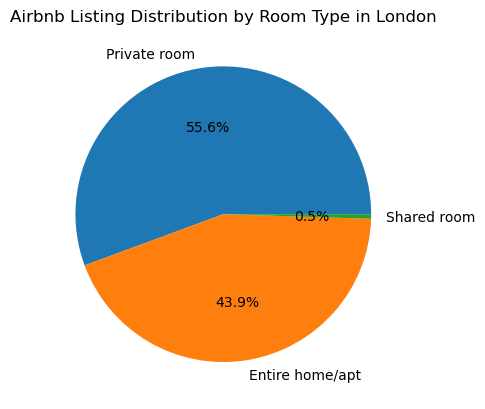 Airbnb Listing Distribution by Room Type in London
Private room
55.6%
0.5%
Shared room
43.9%
Entire home/apt